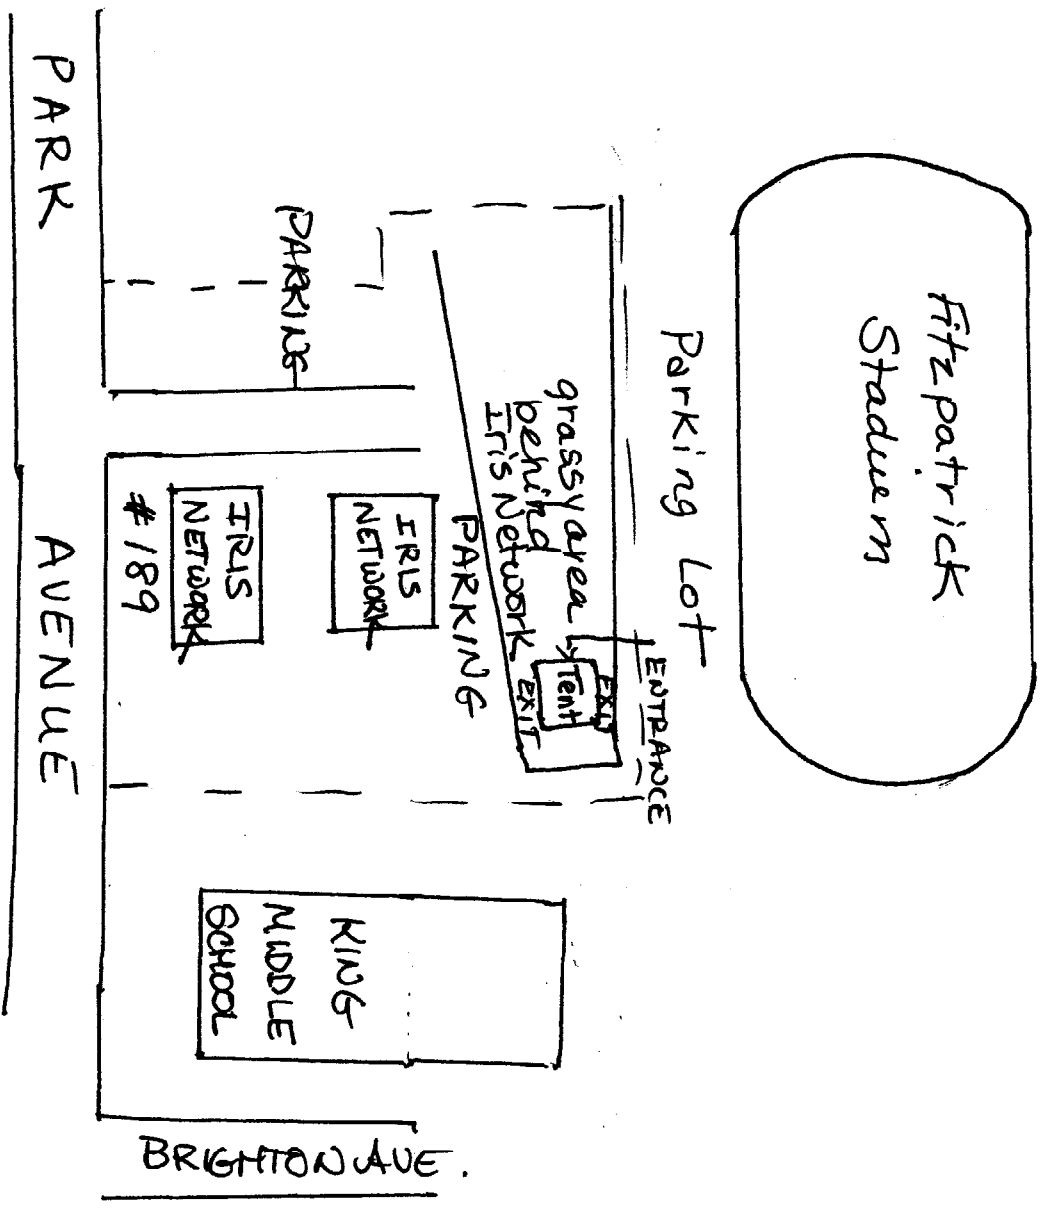 Fitzpatrick
Stadium
Parking Lot
ENTRANCE
grassy area
behind
Iris Network
Tent
EXIT
EXIT
PARKING
PARKING
IRIS
NETWORK
IRIS
NETWORK
#189
KING
MIDDLE
SCHOOL
PARK AVENUE
BRIGHTON AVE.